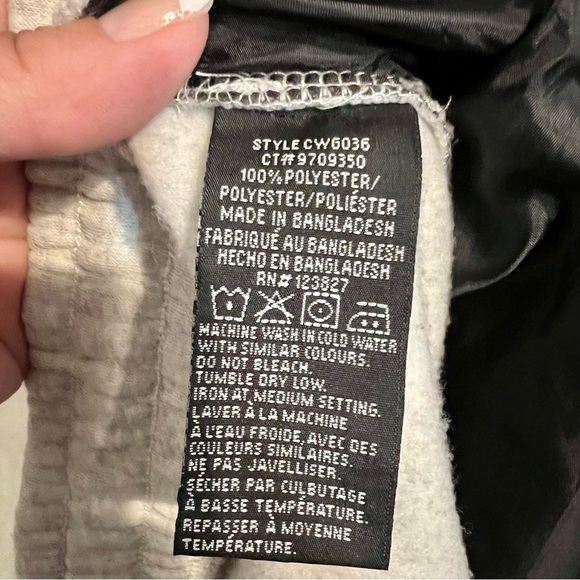 STYLE CW6036
CT# 9709350
100% POLYESTER/
POLYESTER/POLIÉSTER
MADE IN BANGLADESH
FABRIQUÉ AU BANGLADESH
HECHO EN BANGLADESH
RN# 123827
MACHINE WASH IN COLD WATER
WITH SIMILAR COLOURS.
DO NOT BLEACH.
TUMBLE DRY LOW.
IRON AT MEDIUM SETTING.
LAVER À LA MACHINE
À L'EAU FROIDE, AVEC DES
COULEURS SIMILAIRES.
NE PAS JAVELLISER.
SÉCHER PAR CULBUTAGE
À BASSE TEMPÉRATURE.
REPASSER À MOYENNE
TEMPÉRATURE.